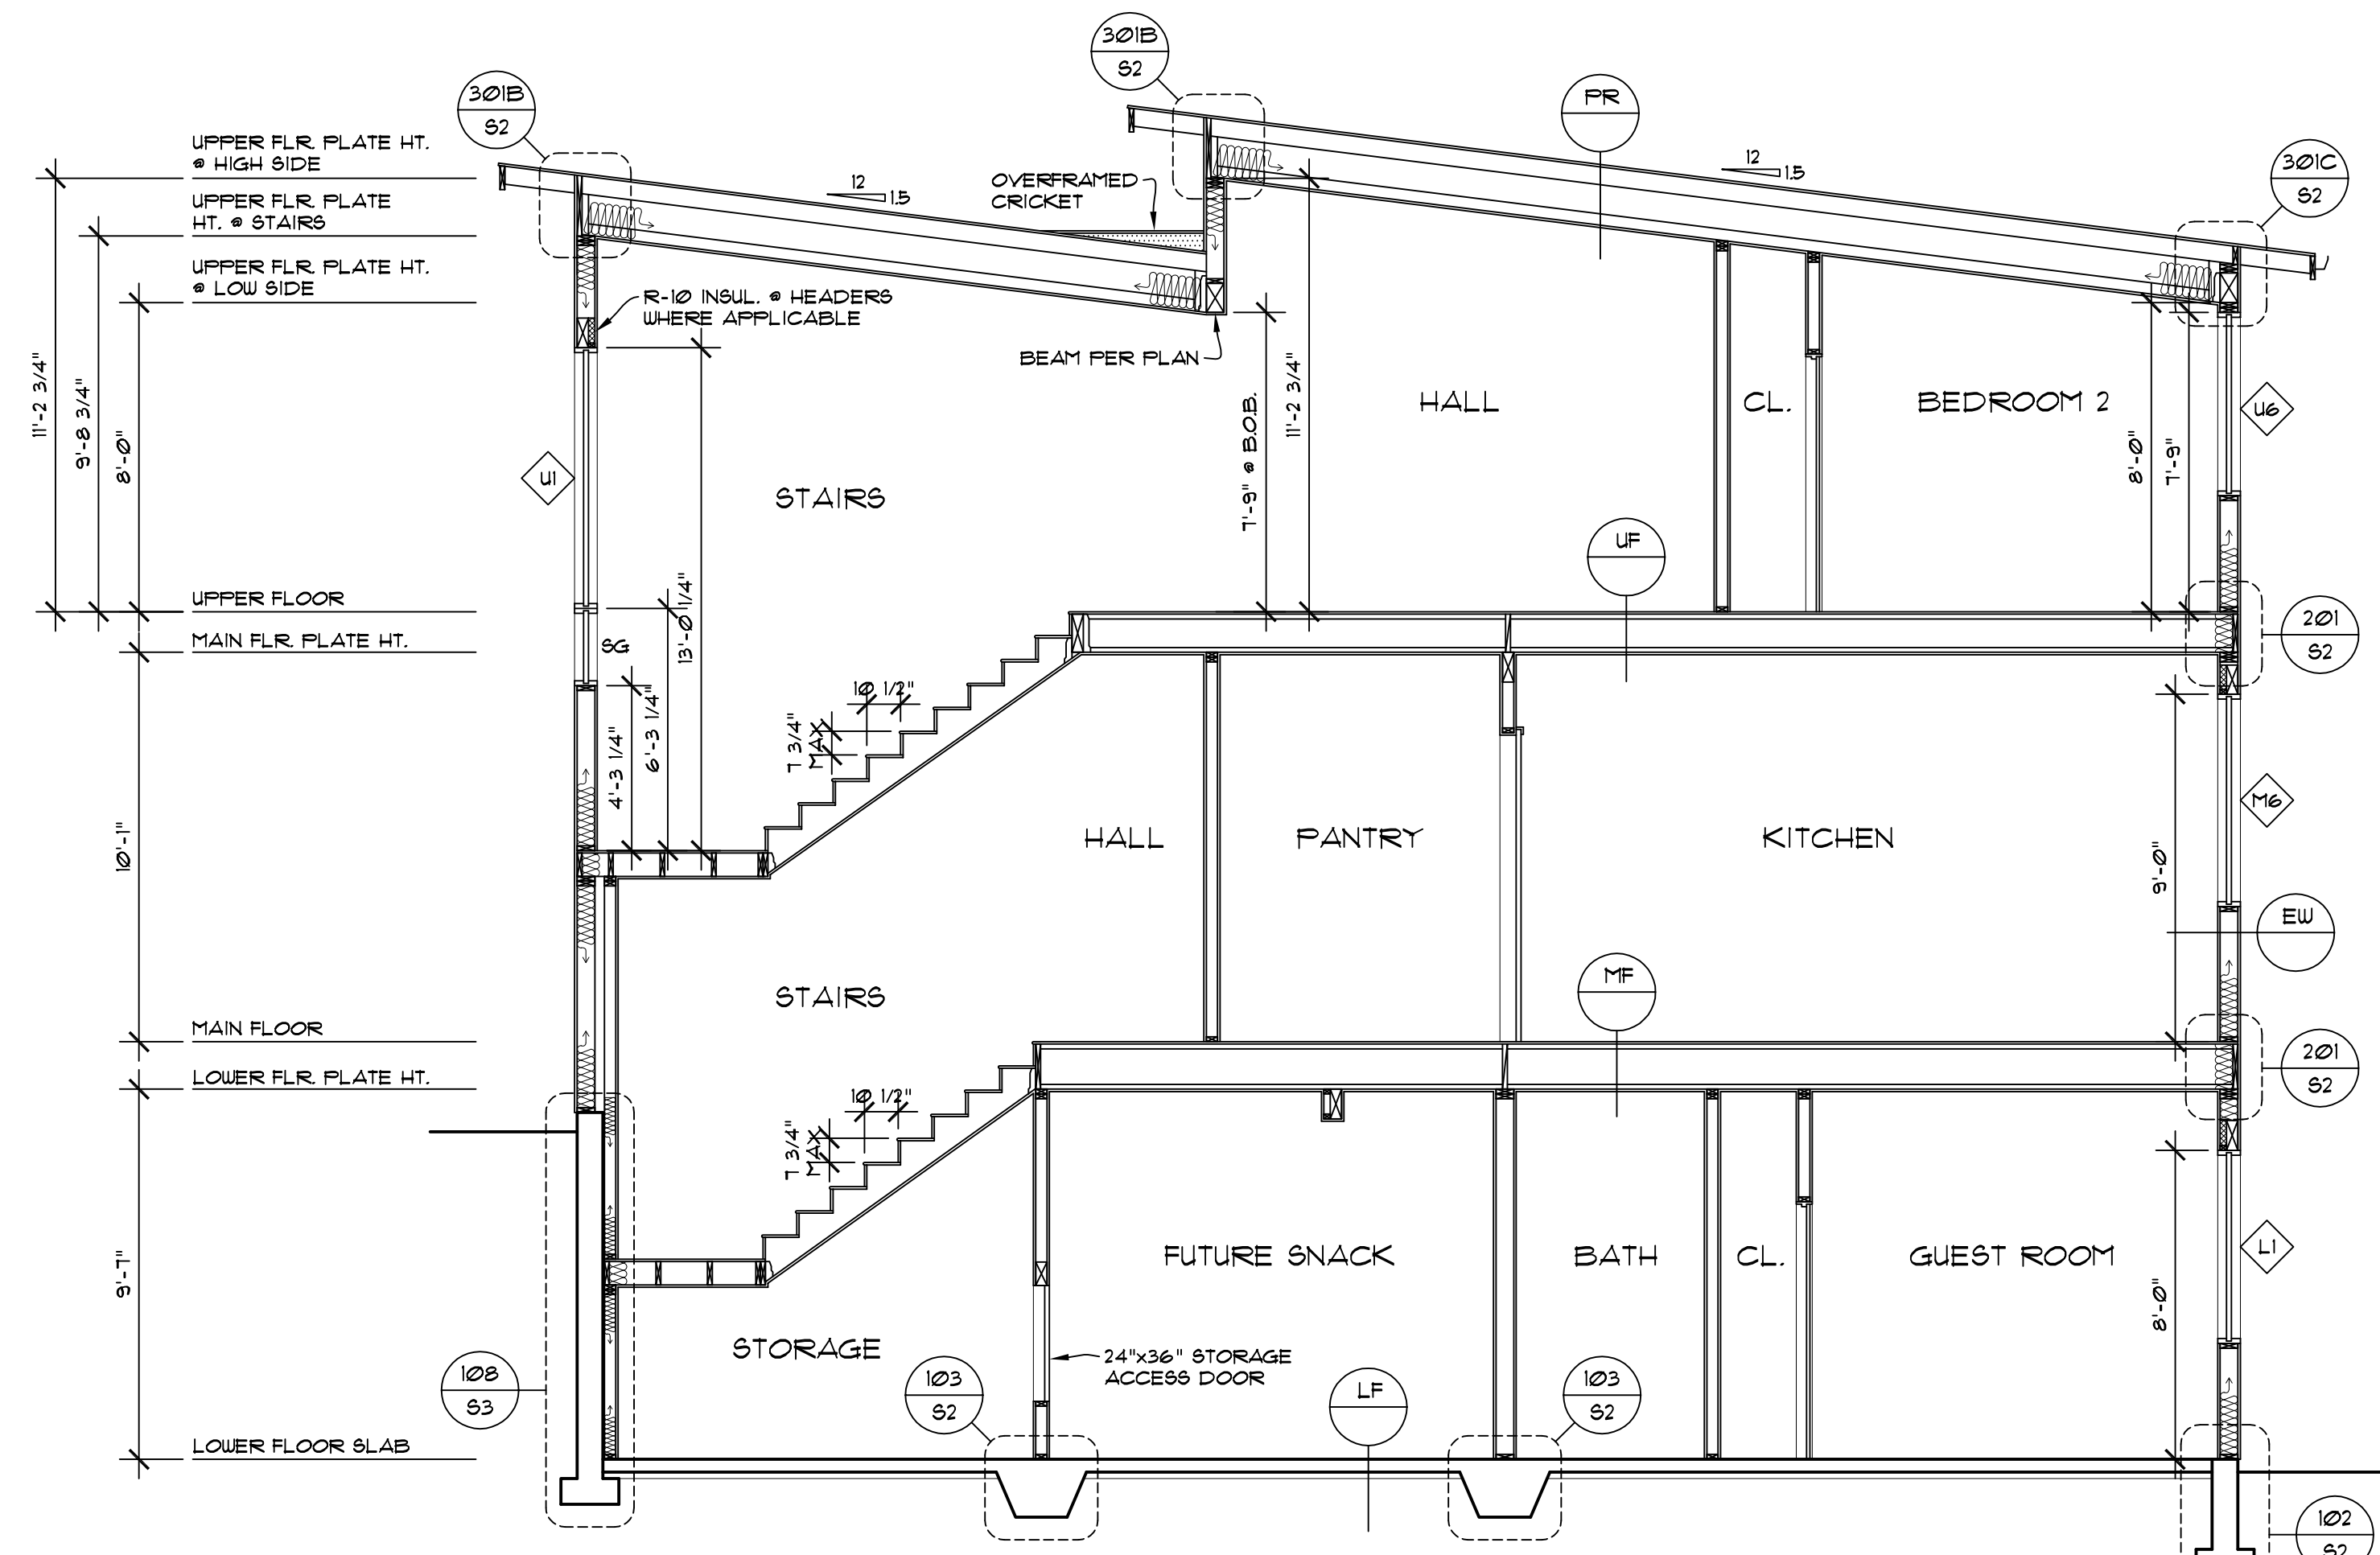 301B
S2
301B
S2
PR
301C
S2
UPPER FLR. PLATE HT.
@ HIGH SIDE
UPPER FLR. PLATE
HT. @ STAIRS
UPPER FLR. PLATE HT.
@ LOW SIDE
12
1.5
OVERFRAMED
CRICKET
12
1.5
R-10 INSUL. @ HEADERS
WHERE APPLICABLE
BEAM PER PLAN
11'-2 3/4"
9'-8 3/4"
8'-0"
U1
STAIRS
7'-9" @ B.O.B.
11'-2 3/4"
HALL
CL.
BEDROOM 2
8'-0"
7'-9"
U6
UF
UPPER FLOOR
MAIN FLR. PLATE HT.
SG
13'-0 1/4"
6'-3 1/4"
4'-3 1/4"
10 1/2"
7 3/4"
MAX
201
S2
10'-1"
HALL
PANTRY
KITCHEN
9'-0"
M6
EW
STAIRS
MF
MAIN FLOOR
LOWER FLR. PLATE HT.
10 1/2"
7 3/4"
MAX
201
S2
9'-7"
FUTURE SNACK
BATH
CL.
GUEST ROOM
8'-0"
L1
STORAGE
24"x36" STORAGE
ACCESS DOOR
108
S3
103
S2
LF
103
S2
LOWER FLOOR SLAB
102
S2